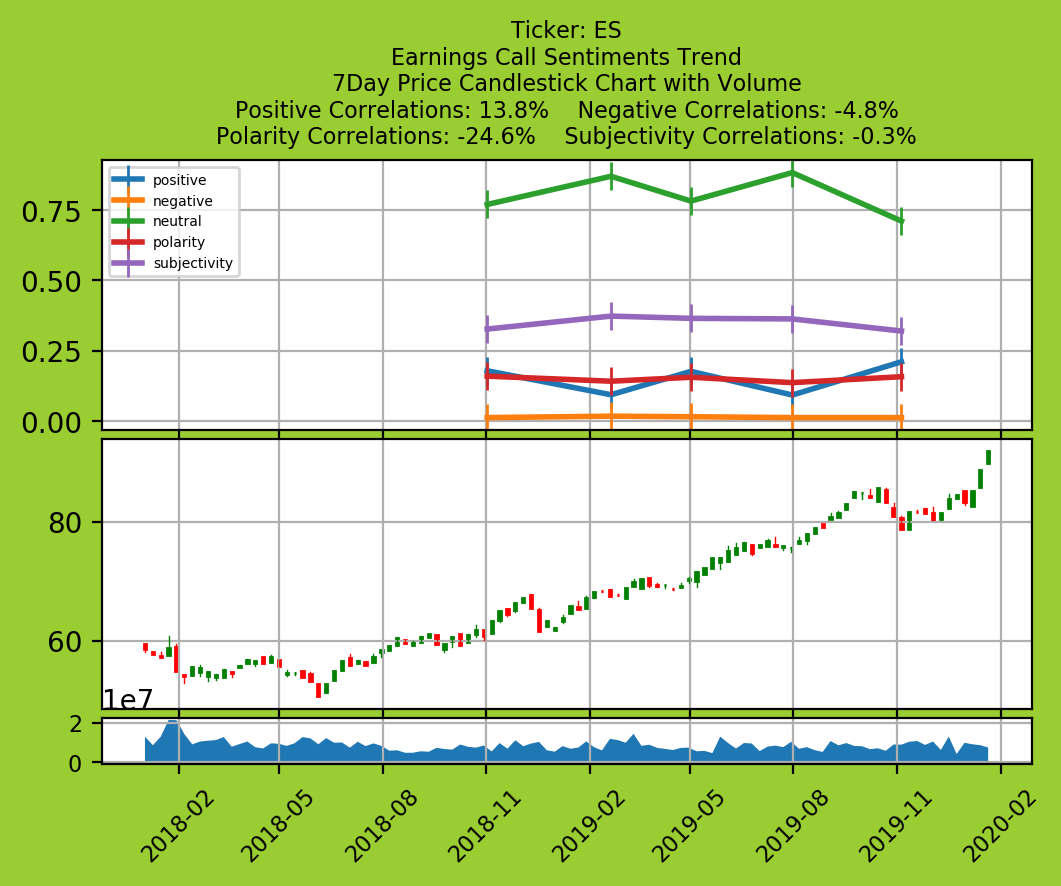 Ticker: ES
Earnings Call Sentiments Trend
7Day Price Candlestick Chart with Volume
Positive Correlations: 13.8%    Negative Correlations: -4.8%
Polarity Correlations: -24.6%    Subjectivity Correlations: -0.3%
positive
negative
neutral
polarity
subjectivity
0.75
0.50
0.25
0.00
80
60
1e7
2
0
2018-02
2018-05
2018-08
2018-11
2019-02
2019-05
2019-08
2019-11
2020-02